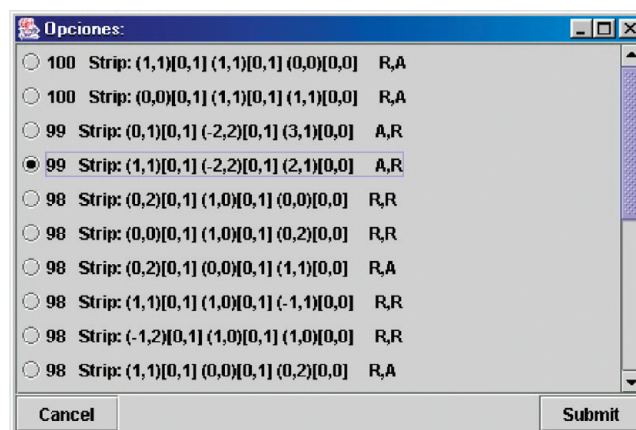 Opciones:
100 Strip: (1,1)[0,1] (1,1)[0,1] (0,0)[0,0] R,A
100 Strip: (0,0)[0,1] (1,1)[0,1] (1,1)[0,0] R,A
99 Strip: (0,1)[0,1] (-2,2)[0,1] (3,1)[0,0] A,R
99 Strip: (1,1)[0,1] (-2,2)[0,1] (2,1)[0,0] A,R
98 Strip: (0,2)[0,1] (1,0)[0,1] (0,0)[0,0] R,R
98 Strip: (0,0)[0,1] (1,0)[0,1] (0,2)[0,0] R,R
98 Strip: (0,2)[0,1] (0,0)[0,1] (1,1)[0,0] R,A
98 Strip: (1,1)[0,1] (1,0)[0,1] (-1,1)[0,0] R,R
98 Strip: (-1,2)[0,1] (1,0)[0,1] (1,0)[0,0] R,R
98 Strip: (1,1)[0,1] (0,0)[0,1] (0,2)[0,0] R,A
Cancel Submit